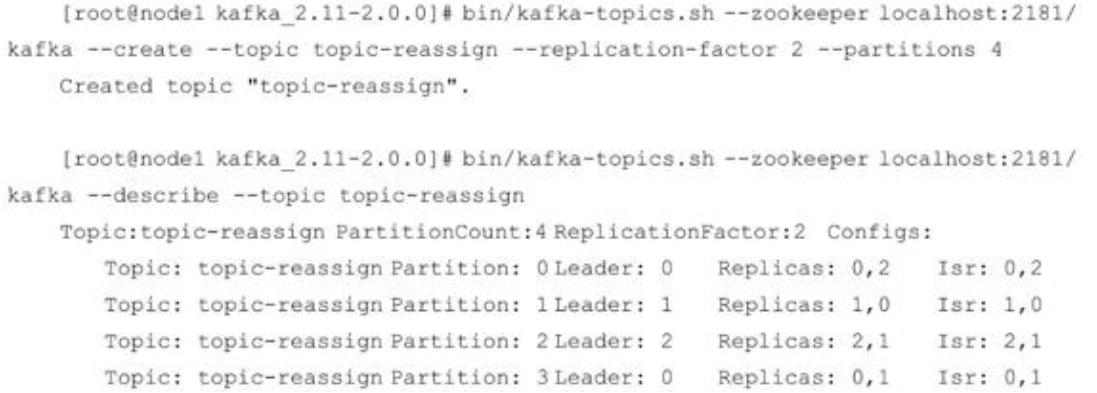 [root@node1 kafka_2.11-2.0.0]# bin/kafka-topics.sh --zookeeper localhost:2181/
kafka --create --topic topic-reassign --replication-factor 2 --partitions 4
Created topic "topic-reassign".
[root@node1 kafka_2.11-2.0.0]# bin/kafka-topics.sh --zookeeper localhost:2181/
kafka --describe --topic topic-reassign
Topic:topic-reassign PartitionCount:4 ReplicationFactor:2 Configs:
Topic: topic-reassign Partition: 0 Leader: 0 Replicas: 0,2 Isr: 0,2
Topic: topic-reassign Partition: 1 Leader: 1 Replicas: 1,0 Isr: 1,0
Topic: topic-reassign Partition: 2 Leader: 2 Replicas: 2,1 Isr: 2,1
Topic: topic-reassign Partition: 3 Leader: 0 Replicas: 0,1 Isr: 0,1